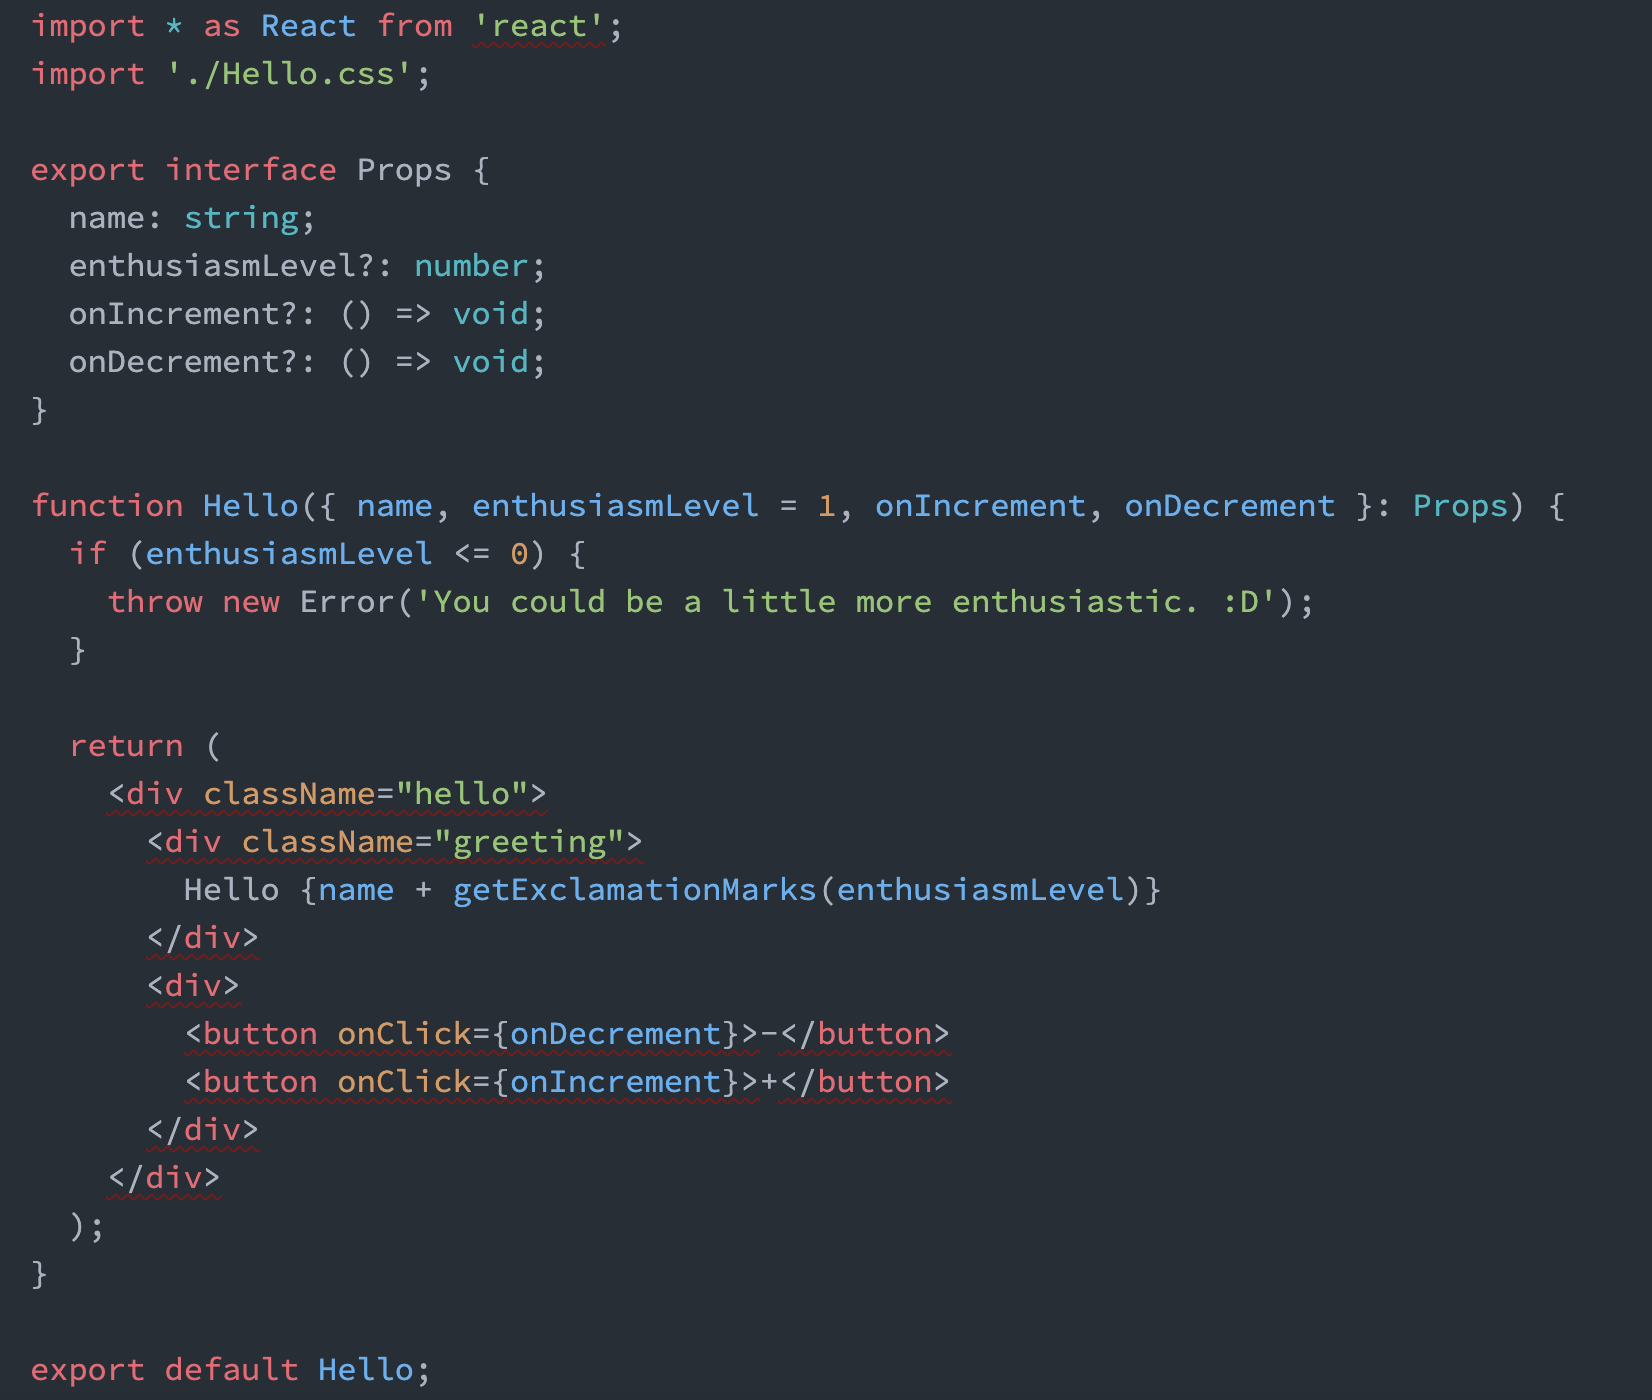 import * as React from 'react';
import './Hello.css';

export interface Props {
  name: string;
  enthusiasmLevel?: number;
  onIncrement?: () => void;
  onDecrement?: () => void;
}

function Hello({ name, enthusiasmLevel = 1, onIncrement, onDecrement }: Props) {
  if (enthusiasmLevel <= 0) {
    throw new Error('You could be a little more enthusiastic. :D');
  }

  return (
    <div className="hello">
      <div className="greeting">
        Hello {name + getExclamationMarks(enthusiasmLevel)}
      </div>
      <div>
        <button onClick={onDecrement}>-</button>
        <button onClick={onIncrement}>+</button>
      </div>
    </div>
  );
}

export default Hello;